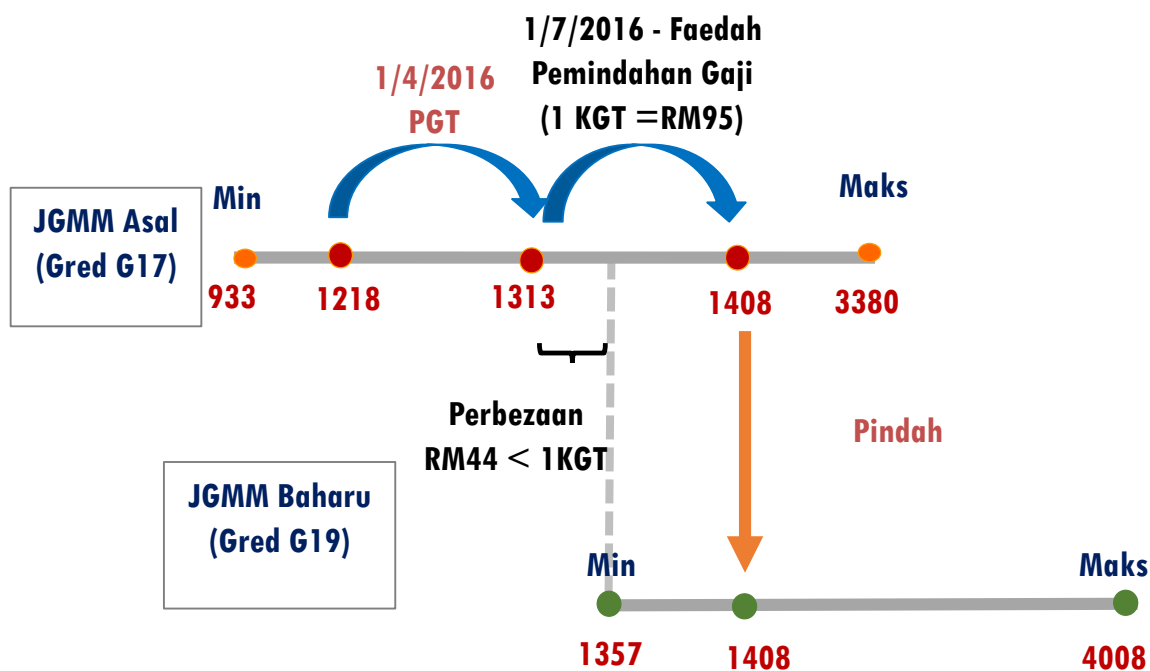 1/7/2016 - Faedah
Pemindahan Gaji
(1 KGT =RM95)
1/4/2016
PGT
JGMM Asal
(Gred G17)
Min
Maks
933
1218
1313
1408
3380
Perbezaan
RM44 < 1KGT
Pindah
JGMM Baharu
(Gred G19)
Min
Maks
1357
1408
4008